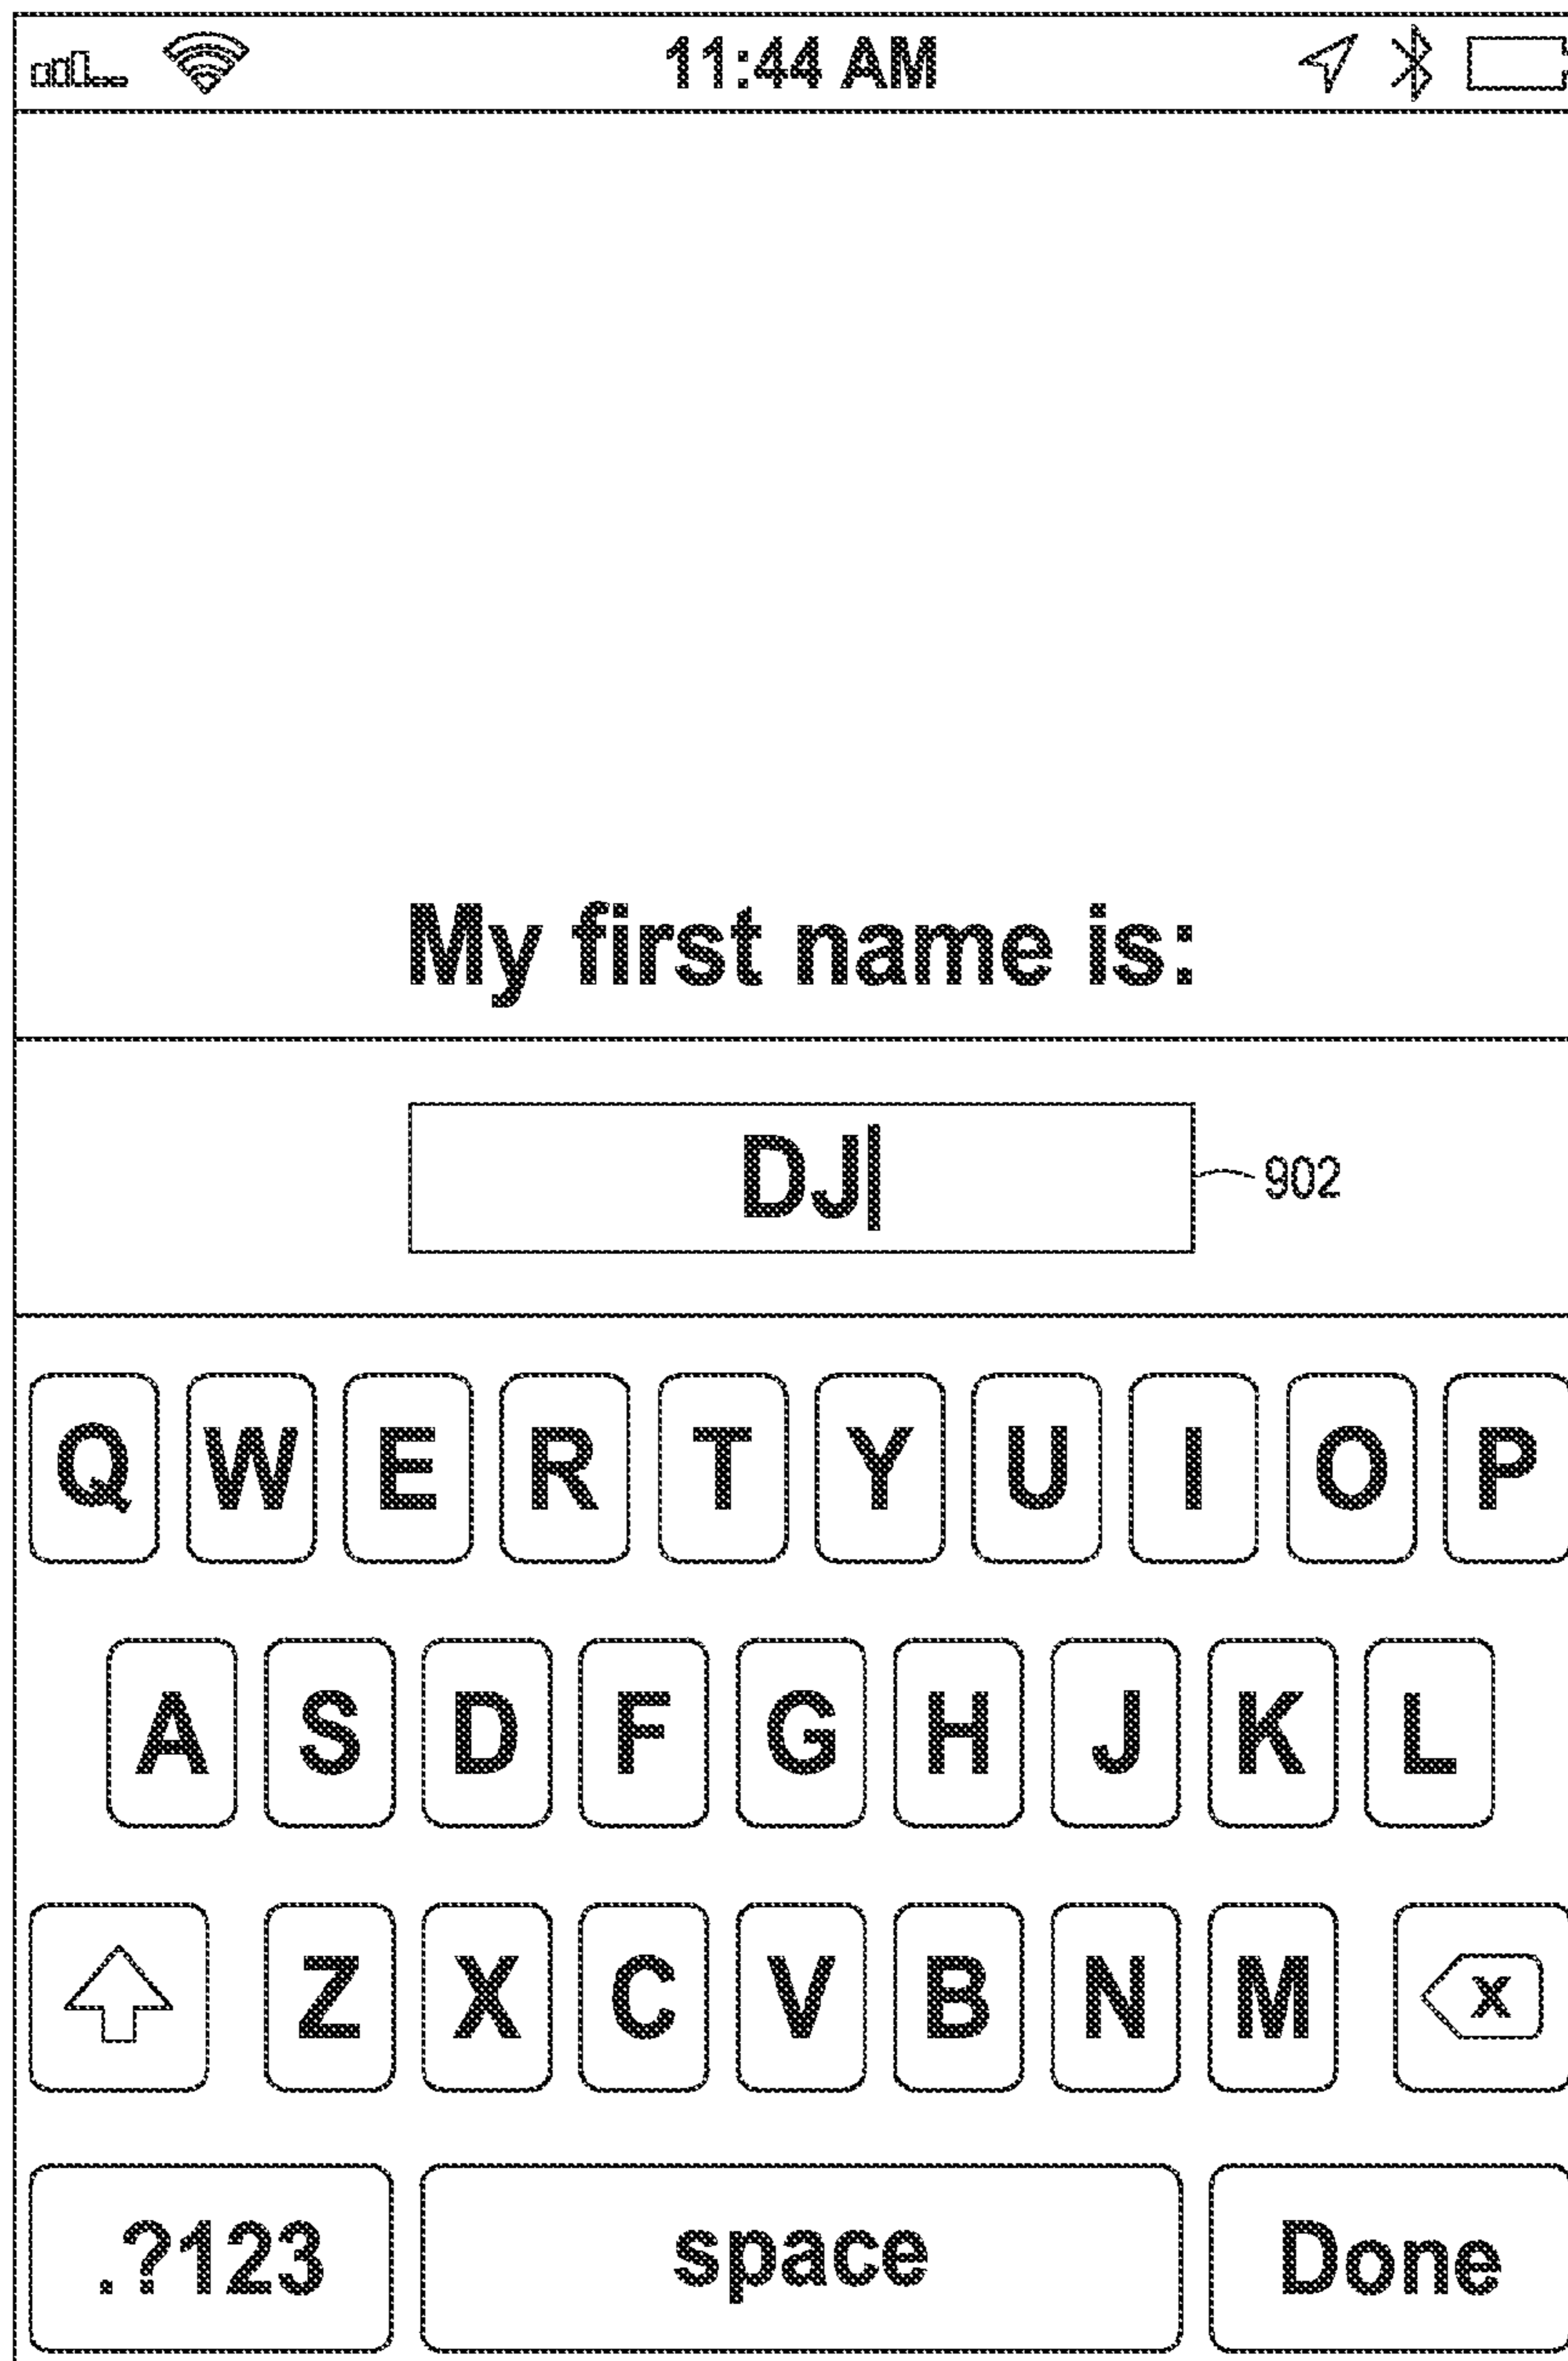 11:44 AM
My first name is:
DJ
902
Q W E R T Y U I O P
A S D F G H J K L
Z X C V B N M X
.?123 space Done